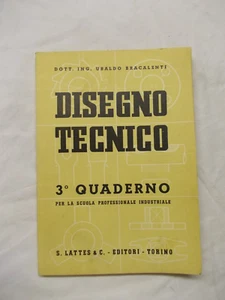 DOTT. ING. UBALDO BRACALENTI
DISEGNO
TECNICO
3° QUADERNO
PER LA SCUOLA PROFESSIONALE INDUSTRIALE
S. LATTES & C. - EDITORI - TORINO